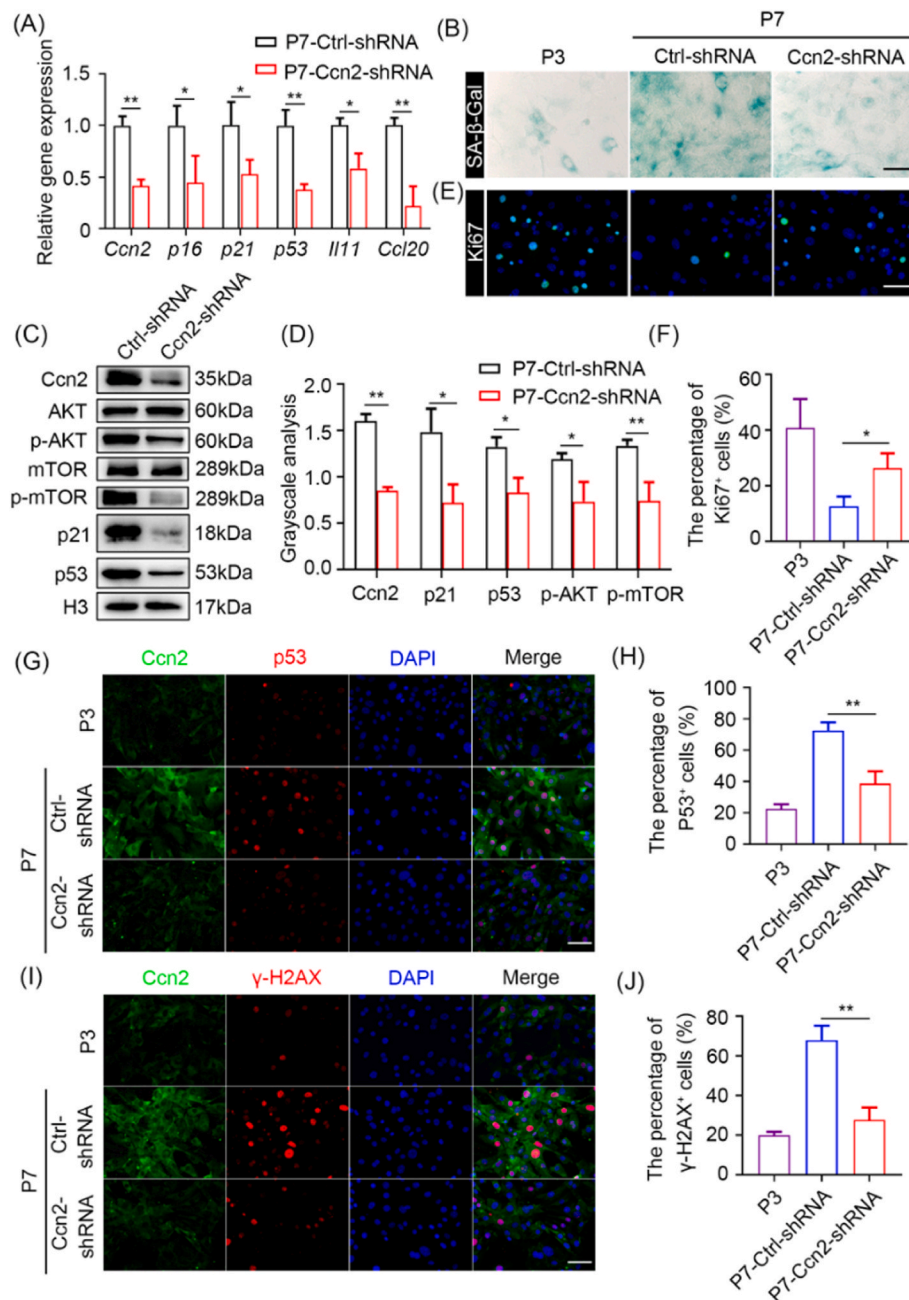 (A)
P7-Ctrl-shRNA
P7-Ccn2-shRNA
Relative gene expression
1.5
1.0
0.5
0
** * * ** * **
Ccn2 p16 p21 p53 Il11 Ccl20
(B)
P7
P3 Ctrl-shRNA Ccn2-shRNA
SA-β-Gal
(E)
Ki67
(C)
Ctrl-shRNA
Ccn2-shRNA
Ccn2 35kDa
AKT 60kDa
p-AKT 60kDa
mTOR 289kDa
p-mTOR 289kDa
p21 18kDa
p53 53kDa
H3 17kDa
(D)
P7-Ctrl-shRNA
P7-Ccn2-shRNA
Grayscale analysis
2.0
1.5
1.0
0.5
0.0
** * * * **
Ccn2 p21 p53 p-AKT p-mTOR
(F)
The percentage of
Ki67⁺ cells (%)
60
40
20
0
*
P3
P7-Ctrl-shRNA
P7-Ccn2-shRNA
(G)
Ccn2 p53 DAPI Merge
P3
P7
Ctrl-
shRNA
Ccn2-
shRNA
(H)
The percentage of
P53⁺ cells (%)
100
80
60
40
20
0
**
P3
P7-Ctrl-shRNA
P7-Ccn2-shRNA
(I)
Ccn2 γ-H2AX DAPI Merge
P3
P7
Ctrl-
shRNA
Ccn2-
shRNA
(J)
The percentage of
γ-H2AX⁺ cells (%)
80
60
40
20
0
**
P3
P7-Ctrl-shRNA
P7-Ccn2-shRNA